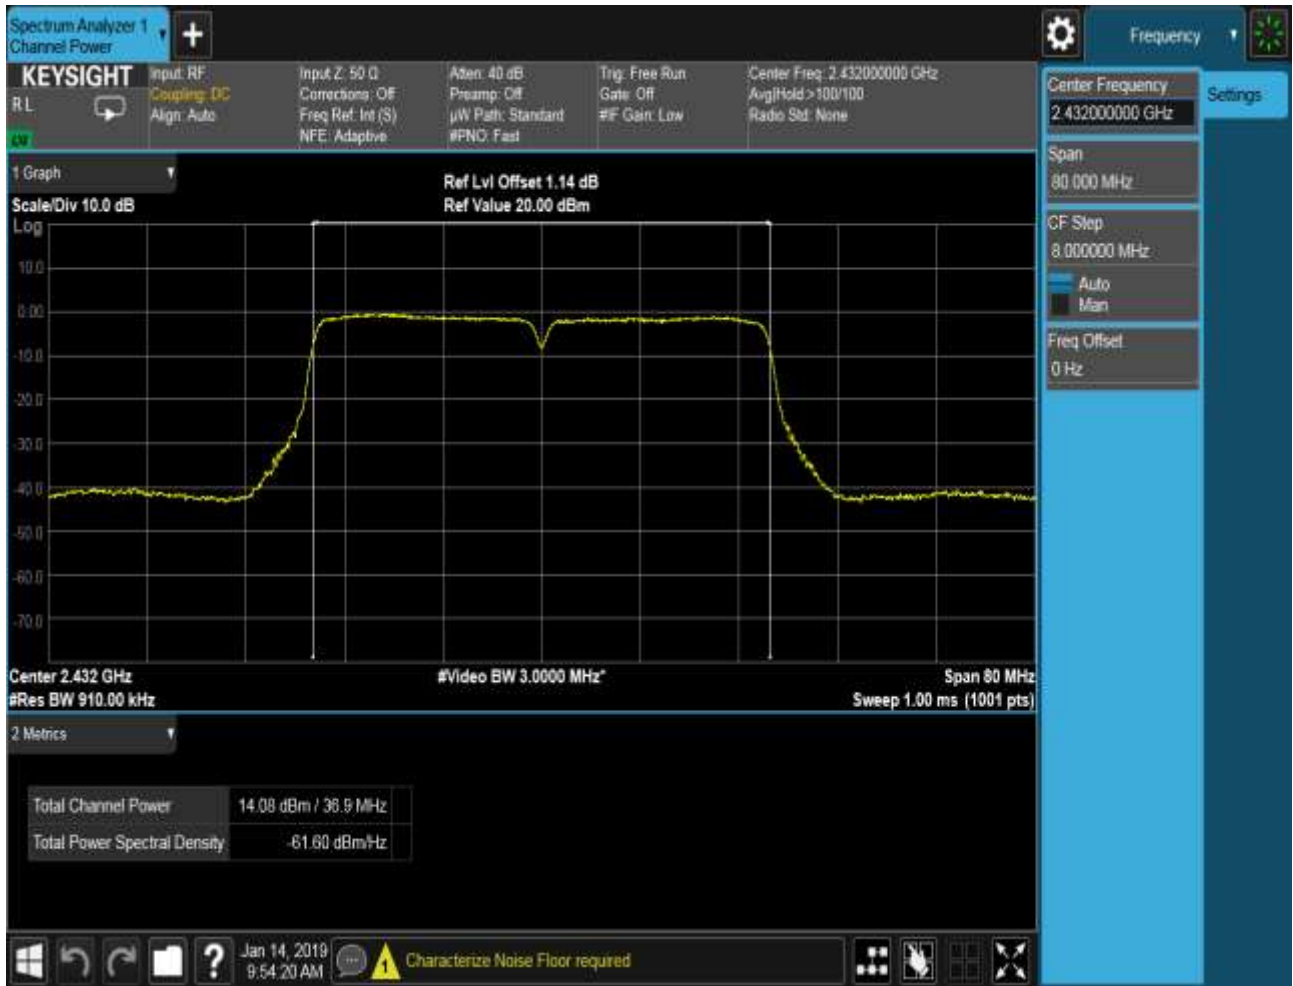 Spectrum Analyzer 1
Channel Power
Frequency
KEYSIGHT
RL
Input: RF
Coupling: DC
Align: Auto
Input Z: 50 Ω
Corrections: Off
Freq Ref: Int (S)
NFE: Adaptive
Atten: 40 dB
Preamp: Off
µW Path: Standard
#PNO: Fast
Trig: Free Run
Gate: Off
#IF Gain: Low
Center Freq: 2.432000000 GHz
Avg|Hold>100/100
Radio Std: None
Center Frequency
2.432000000 GHz
Settings
Span
80.000 MHz
CF Step
8.000000 MHz
Auto
Man
Freq Offset
0 Hz
1 Graph
Scale/Div 10.0 dB
Ref Lvl Offset 1.14 dB
Ref Value 20.00 dBm
Log
10.0
0.00
-10.0
-20.0
-30.0
-40.0
-50.0
-60.0
-70.0
Center 2.432 GHz
#Video BW 3.0000 MHz*
Span 80 MHz
#Res BW 910.00 kHz
Sweep 1.00 ms (1001 pts)
2 Metrics
Total Channel Power 14.08 dBm / 36.9 MHz
Total Power Spectral Density -61.60 dBm/Hz
Jan 14, 2019
9:54:20 AM
1
Characterize Noise Floor required